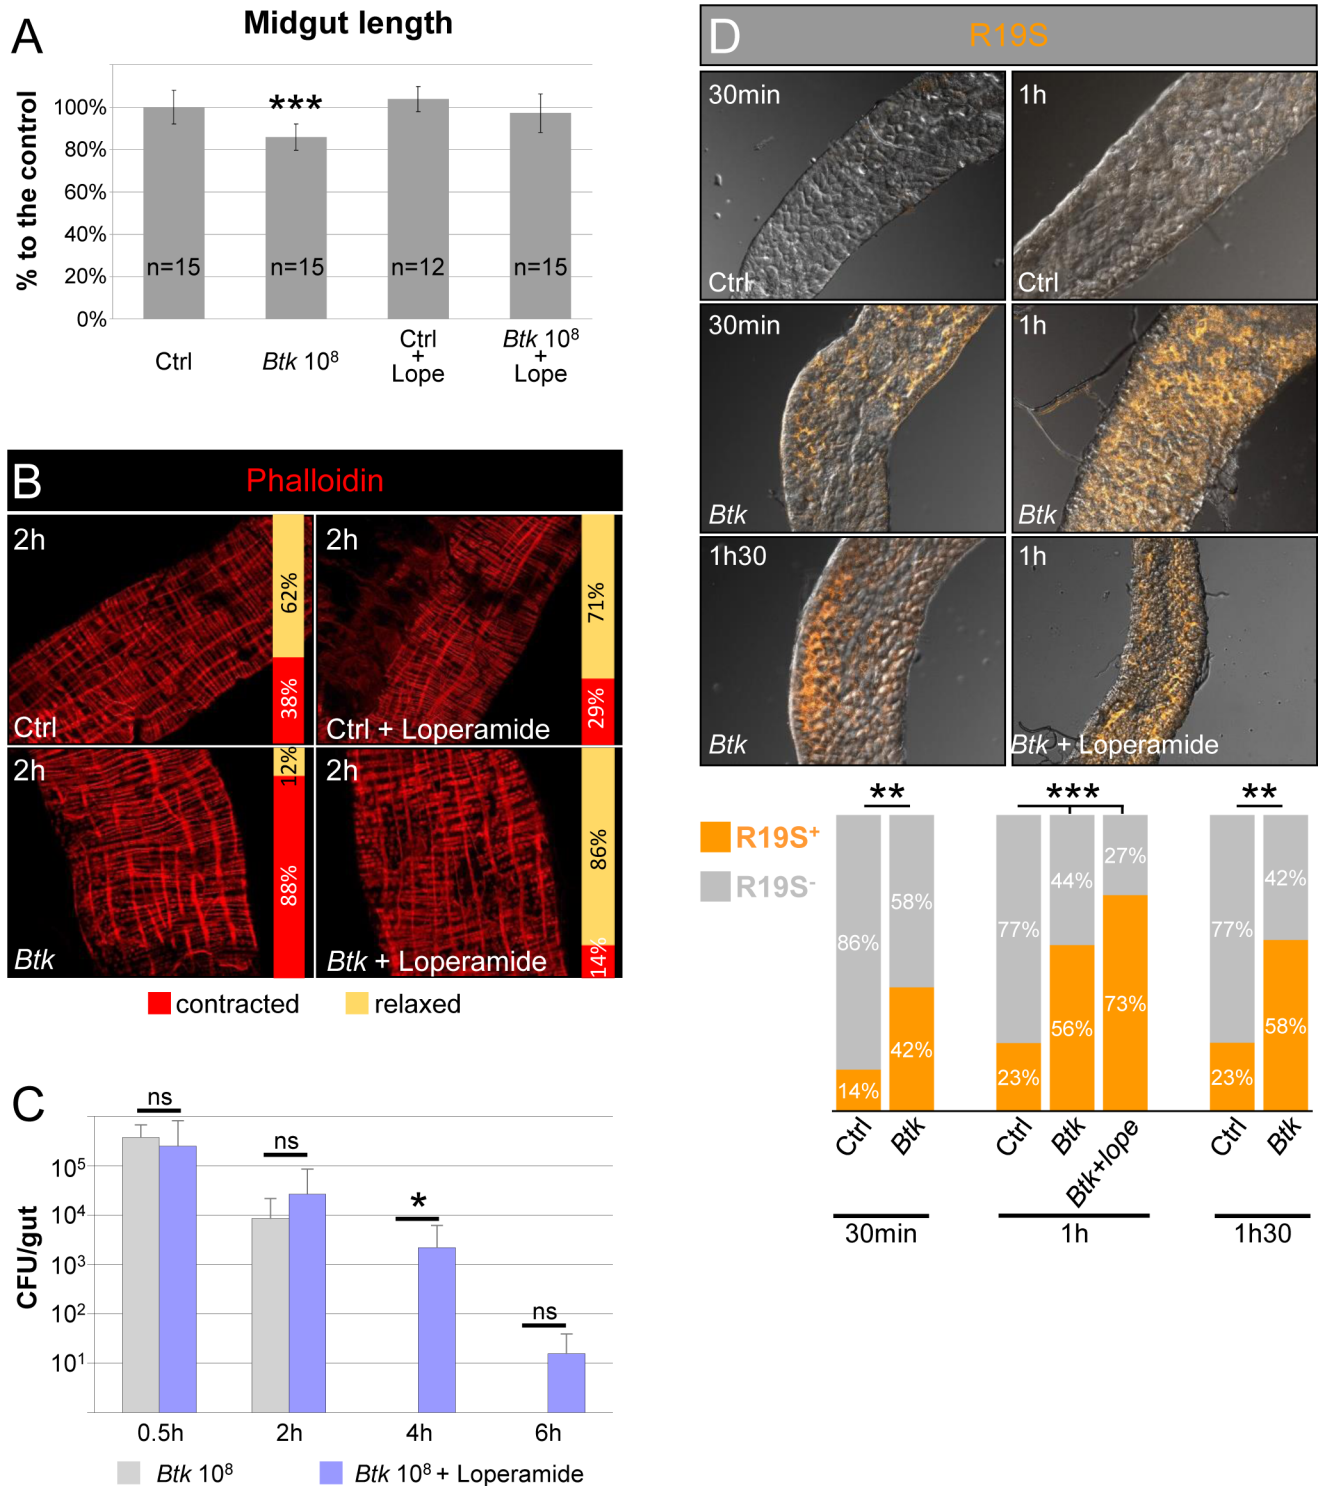 A
Midgut length
% to the control
100%
80%
60%
40%
20%
0%
***
n=15
n=15
n=12
n=15
Ctrl
Btk 10⁸
Ctrl
+
Lope
Btk 10⁸
+
Lope
B
Phalloidin
2h
62%
38%
Ctrl
2h
71%
29%
Ctrl + Loperamide
2h
12%
88%
Btk
2h
86%
14%
Btk + Loperamide
contracted
relaxed
C
CFU/gut
10⁵
10⁴
10³
10²
10¹
ns
ns
*
ns
0.5h
2h
4h
6h
Btk 10⁸
Btk 10⁸ + Loperamide
D
R19S
30min
Ctrl
1h
Ctrl
30min
Btk
1h
Btk
1h30
Btk
1h
Btk + Loperamide
R19S⁺
R19S⁻
**
***
**
86%
14%
58%
42%
77%
23%
44%
56%
27%
73%
77%
23%
42%
58%
Ctrl
Btk
Ctrl
Btk
Btk+lope
Ctrl
Btk
30min
1h
1h30